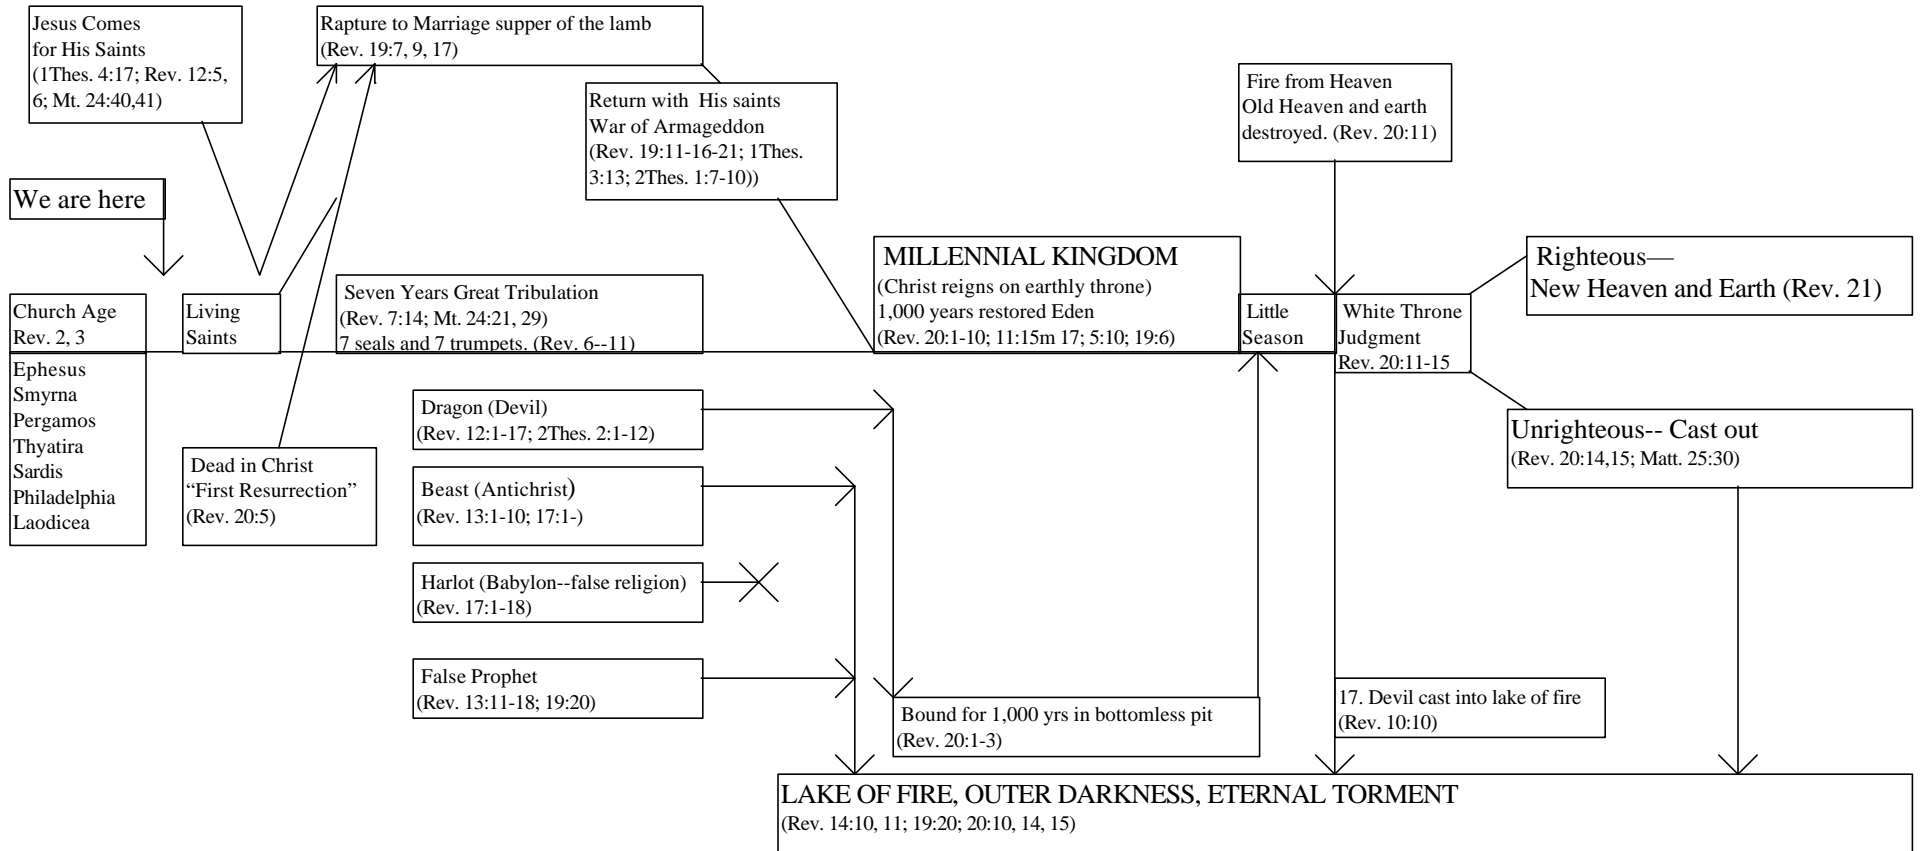 Jesus Comes
for His Saints
(1Thes. 4:17; Rev. 12:5,
6; Mt. 24:40,41)
Rapture to Marriage supper of the lamb
(Rev. 19:7, 9, 17)
Return with His saints
War of Armageddon
(Rev. 19:11-16-21; 1Thes.
3:13; 2Thes. 1:7-10))
Fire from Heaven
Old Heaven and earth
destroyed. (Rev. 20:11)
We are here
Church Age
Rev. 2, 3
Ephesus
Smyrna
Pergamos
Thyatira
Sardis
Philadelphia
Laodicea
Living
Saints
Dead in Christ
“First Resurrection”
(Rev. 20:5)
Seven Years Great Tribulation
(Rev. 7:14; Mt. 24:21, 29)
7 seals and 7 trumpets. (Rev. 6--11)
MILLENNIAL KINGDOM
(Christ reigns on earthly throne)
1,000 years restored Eden
(Rev. 20:1-10; 11:15m 17; 5:10; 19:6)
Little
Season
White Throne
Judgment
Rev. 20:11-15
Righteous—
New Heaven and Earth (Rev. 21)
Unrighteous-- Cast out
(Rev. 20:14,15; Matt. 25:30)
Dragon (Devil)
(Rev. 12:1-17; 2Thes. 2:1-12)
Beast (Antichrist)
(Rev. 13:1-10; 17:1-)
Harlot (Babylon--false religion)
(Rev. 17:1-18)
False Prophet
(Rev. 13:11-18; 19:20)
Bound for 1,000 yrs in bottomless pit
(Rev. 20:1-3)
17. Devil cast into lake of fire
(Rev. 10:10)
LAKE OF FIRE, OUTER DARKNESS, ETERNAL TORMENT
(Rev. 14:10, 11; 19:20; 20:10, 14, 15)